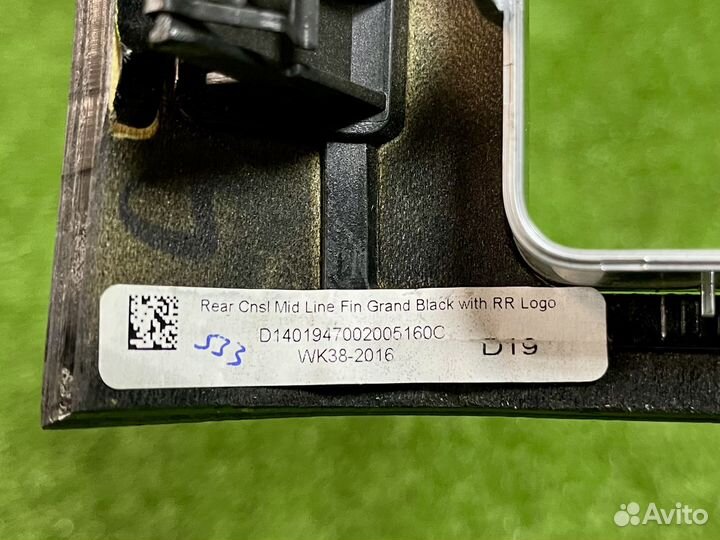 Rear Cnsl Mid Line Fin Grand Black with RR Logo
D1401947002005160C
WK38-2016
D19
533
Avito